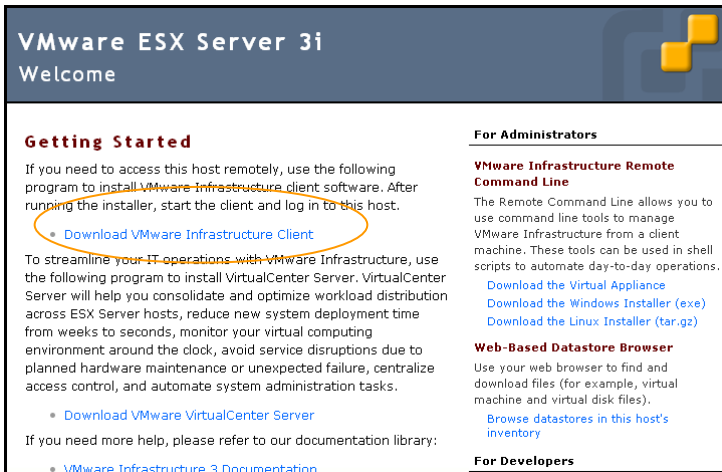 VMware ESX Server 3i
Welcome
Getting Started
If you need to access this host remotely, use the following
program to install VMware Infrastructure client software. After
running the installer, start the client and log in to this host.
Download VMware Infrastructure Client
To streamline your IT operations with VMware Infrastructure, use
the following program to install VirtualCenter Server. VirtualCenter
Server will help you consolidate and optimize workload distribution
across ESX Server hosts, reduce new system deployment time
from weeks to seconds, monitor your virtual computing
environment around the clock, avoid service disruptions due to
planned hardware maintenance or unexpected failure, centralize
access control, and automate system administration tasks.
Download VMware VirtualCenter Server
If you need more help, please refer to our documentation library:
VMware Infrastructure 3 Documentation
For Administrators
VMware Infrastructure Remote
Command Line
The Remote Command Line allows you to
use command line tools to manage
VMware Infrastructure from a client
machine. These tools can be used in shell
scripts to automate day-to-day operations.
Download the Virtual Appliance
Download the Windows Installer (exe)
Download the Linux Installer (tar.gz)
Web-Based Datastore Browser
Use your web browser to find and
download files (for example, virtual
machine and virtual disk files).
Browse datastores in this host's
inventory
For Developers